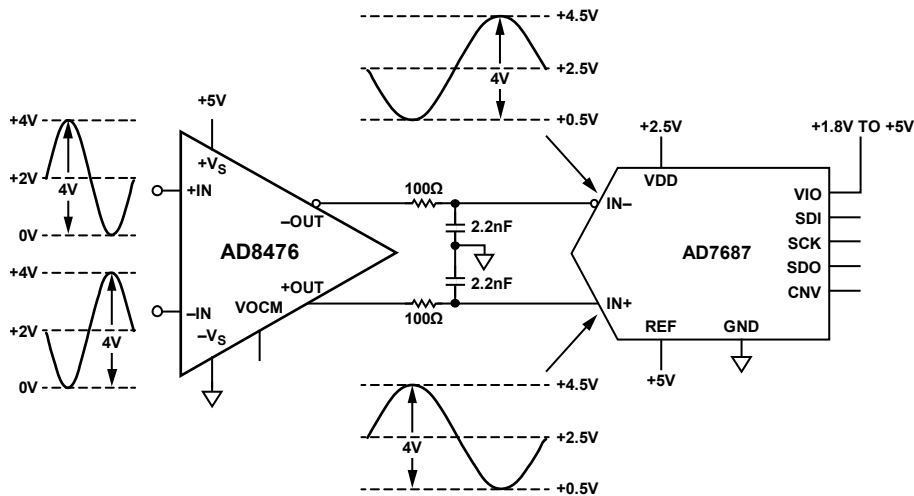 +4.5V
+2.5V
4V
+0.5V
+5V
+2.5V
+1.8V TO +5V
+4V
+2V
4V
0V
+VS
+IN
–OUT
AD8476
+OUT
VOCM
–IN
–VS
+4V
+2V
4V
0V
100Ω
2.2nF
2.2nF
100Ω
IN–
VDD
VIO
SDI
SCK
SDO
CNV
AD7687
IN+
REF
GND
+5V
+4.5V
+2.5V
4V
+0.5V